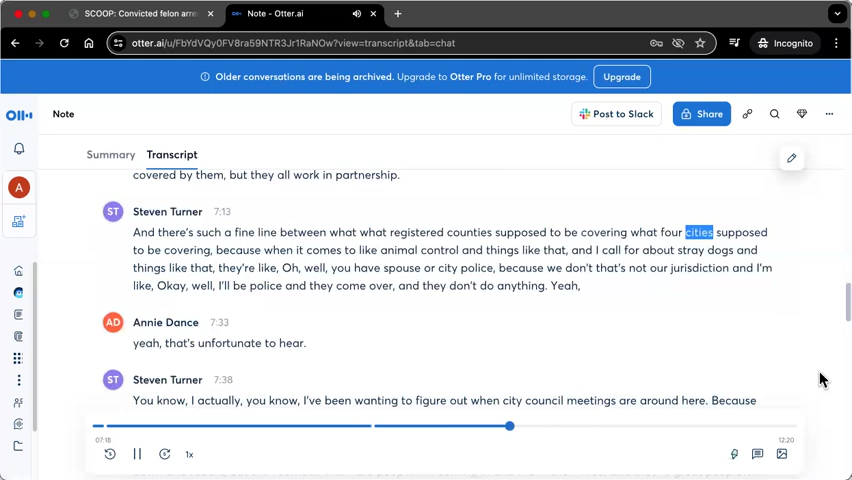 SCOOP: Convicted felon arre
Note - Otter.ai
otter.ai/u/FbYdVQy0FV8ra59NTR3Jr1RaNOw?view=transcript&tab=chat
Incognito
Older conversations are being archived. Upgrade to Otter Pro for unlimited storage.
Upgrade
Note
Post to Slack
Share
Summary
Transcript
A
covered by them, but they all work in partnership.
ST
Steven Turner
7:13
And there's such a fine line between what what registered counties supposed to be covering what four cities supposed
to be covering, because when it comes to like animal control and things like that, and I call for about stray dogs and
things like that, they're like, Oh, well, you have spouse or city police, because we don't that's not our jurisdiction and I'm
like, Okay, well, I'll be police and they come over, and they don't do anything. Yeah,
AD
Annie Dance
7:33
yeah, that's unfortunate to hear.
ST
Steven Turner
7:38
You know, I actually, you know, I've been wanting to figure out when city council meetings are around here. Because
07:18
12:20
1x